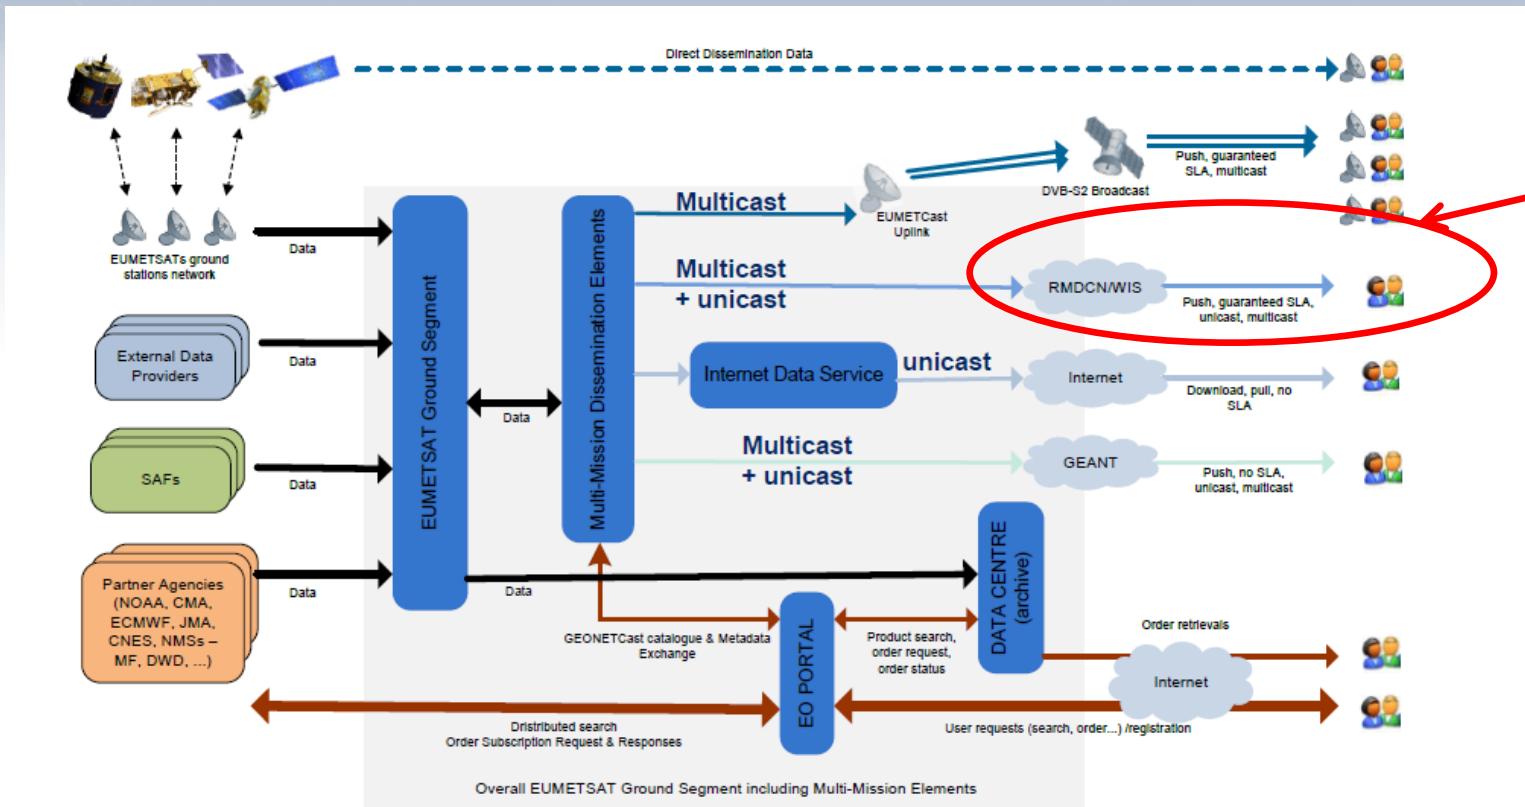 Direct Dissemination Data
Push, guaranteed
SLA, multicast
DVB-S2 Broadcast
Multicast
EUMETCast
Uplink
EUMETSATs ground
stations network
Data
EUMETSAT Ground Segment
Multi-Mission Dissemination Elements
Multicast
+ unicast
RMDCN/WIS
Push, guaranteed SLA,
unicast, multicast
External Data
Providers
Data
Internet Data Service
unicast
Internet
Download, pull, no
SLA
Data
SAFs
Data
Multicast
+ unicast
GEANT
Push, no SLA,
unicast, multicast
Partner Agencies
(NOAA, CMA,
ECMWF, JMA,
CNES, NMSs –
MF, DWD, ...)
Data
Data
DATA CENTRE
(archive)
GEONETCast catalogue & Metadata
Exchange
EO PORTAL
Product search,
order request,
order status
Order retrievals
Internet
Dristributed search
Order Subscription Request & Responses
User requests (search, order...) /registration
Overall EUMETSAT Ground Segment including Multi-Mission Elements